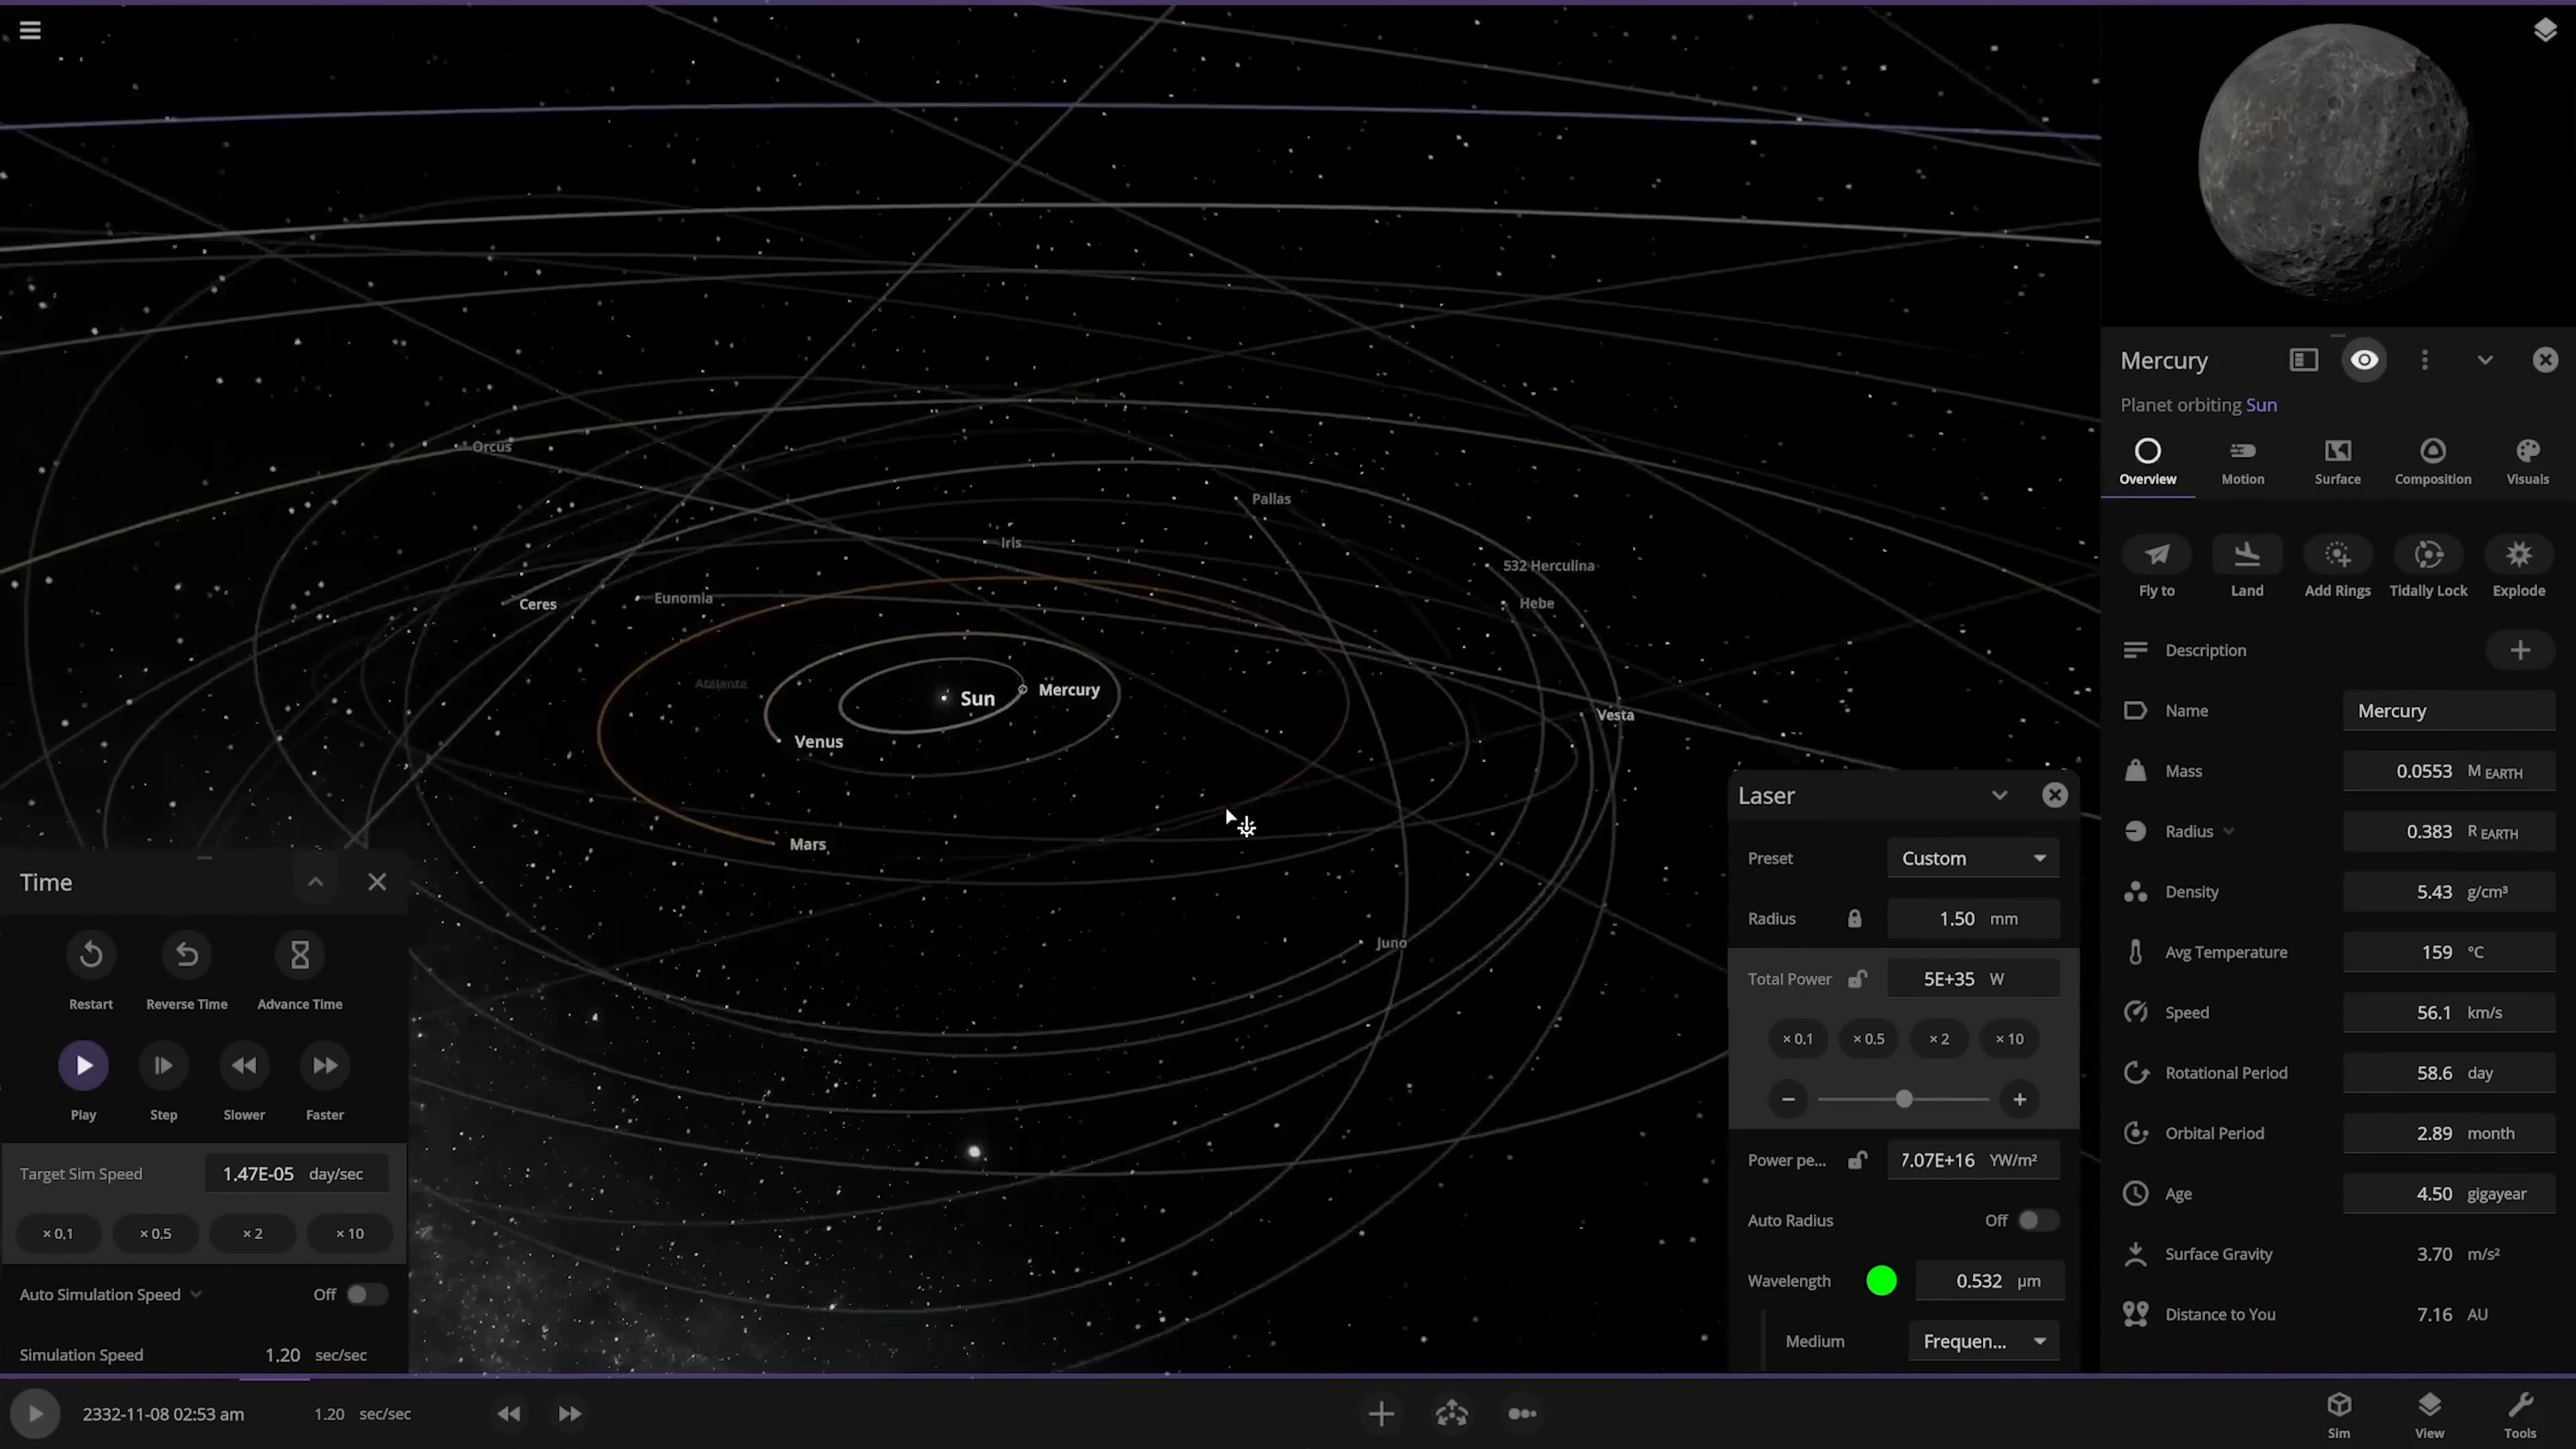 Orcus
Pallas
Iris
532 Herculina
Ceres
Eunomia
Hebe
Atalante
Sun
Mercury
Vesta
Venus
Mars
Juno
Time
Restart
Reverse Time
Advance Time
Play
Step
Slower
Faster
Target Sim Speed
1.47E-05 day/sec
× 0.1
× 0.5
× 2
× 10
Auto Simulation Speed
Off
Simulation Speed
1.20 sec/sec
Laser
Preset
Custom
Radius
1.50 mm
Total Power
5E+35 W
× 0.1
× 0.5
× 2
× 10
Power pe...
7.07E+16 YW/m²
Auto Radius
Off
Wavelength
0.532 µm
Medium
Frequen...
Mercury
Planet orbiting Sun
Overview
Motion
Surface
Composition
Visuals
Fly to
Land
Add Rings
Tidally Lock
Explode
Description
Name
Mercury
Mass
0.0553 M EARTH
Radius
0.383 R EARTH
Density
5.43 g/cm³
Avg Temperature
159 °C
Speed
56.1 km/s
Rotational Period
58.6 day
Orbital Period
2.89 month
Age
4.50 gigayear
Surface Gravity
3.70 m/s²
Distance to You
7.16 AU
2332-11-08 02:53 am
1.20 sec/sec
Sim
View
Tools